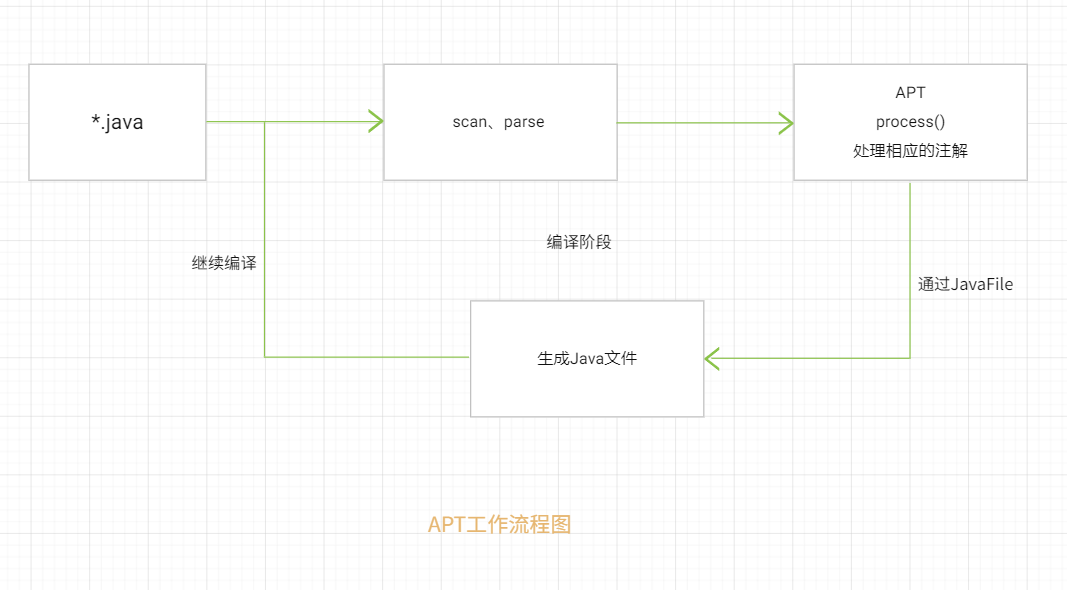 *.java
scan、parse
APT
process()
处理相应的注解
编译阶段
继续编译
通过JavaFile
生成Java文件
APT工作流程图